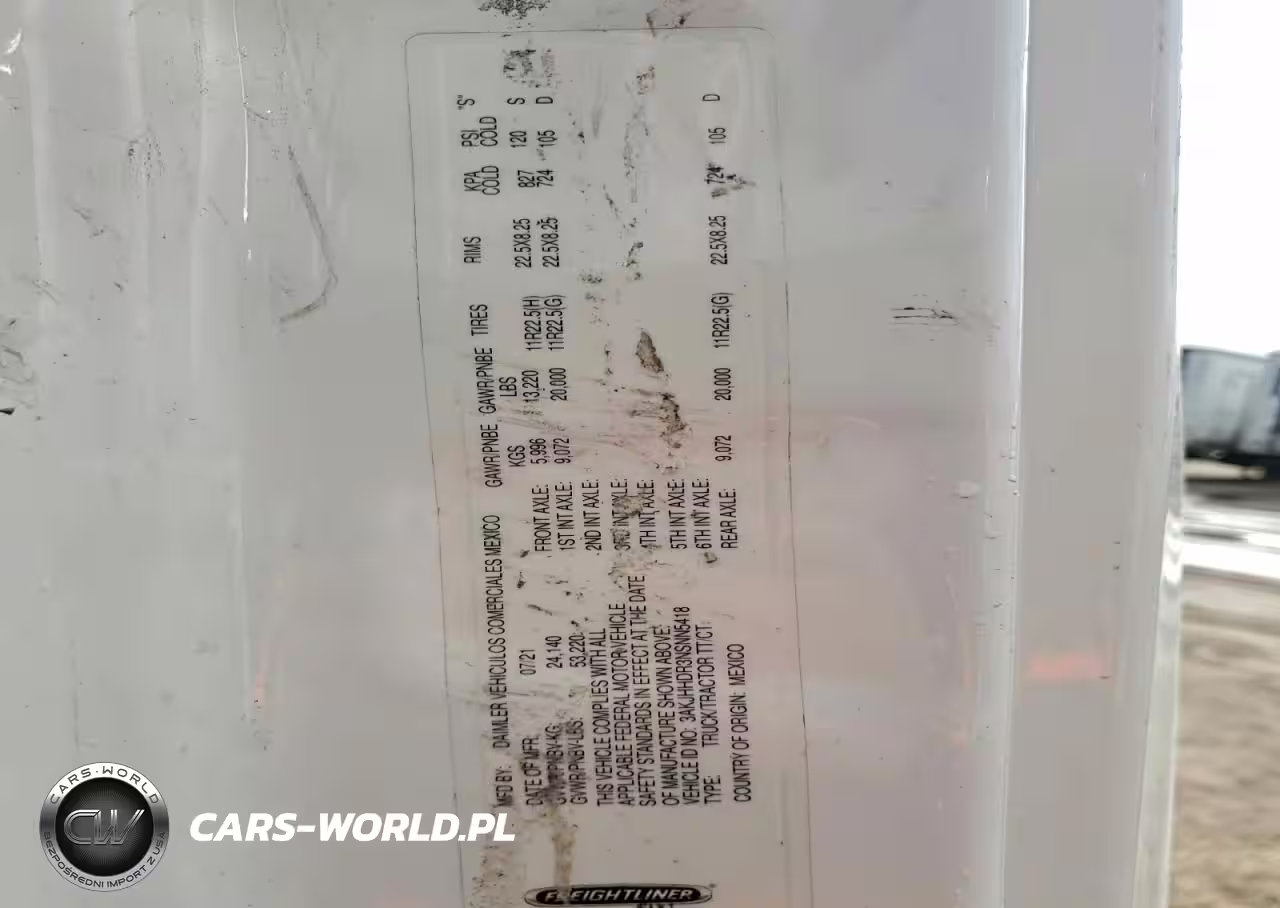 FREIGHTLINER
MFD BY: DAIMLER VEHICULOS COMERCIALES MEXICO
DATE OF MFR: 07/21
GVWR/PNBV-KG: 24,140
GVWR/PNBV-LBS: 53,220
THIS VEHICLE COMPLIES WITH ALL
APPLICABLE FEDERAL MOTOR VEHICLE
SAFETY STANDARDS IN EFFECT AT THE DATE
OF MANUFACTURE SHOWN ABOVE.
VEHICLE ID NO: 3AKJHHDR3NSNN5418
TYPE: TRUCK/TRACTOR TT/CT:
COUNTRY OF ORIGIN: MEXICO
GAWR/PNBE GAWR/PNBE TIRES RIMS KPA PSI "S"
KGS LBS COLD COLD
FRONT AXLE: 5,996 13,220 11R22.5(H) 22.5X8.25 827 120 S
1ST INT AXLE: 9,072 20,000 11R22.5(G) 22.5X8.25 724 105 D
2ND INT AXLE:
3RD INT AXLE:
4TH INT AXLE:
5TH INT AXLE:
6TH INT AXLE:
REAR AXLE: 9,072 20,000 11R22.5(G) 22.5X8.25 724 105 D
CARS-WORLD
CW
BEZPOŚREDNI IMPORT Z USA
CARS-WORLD.PL